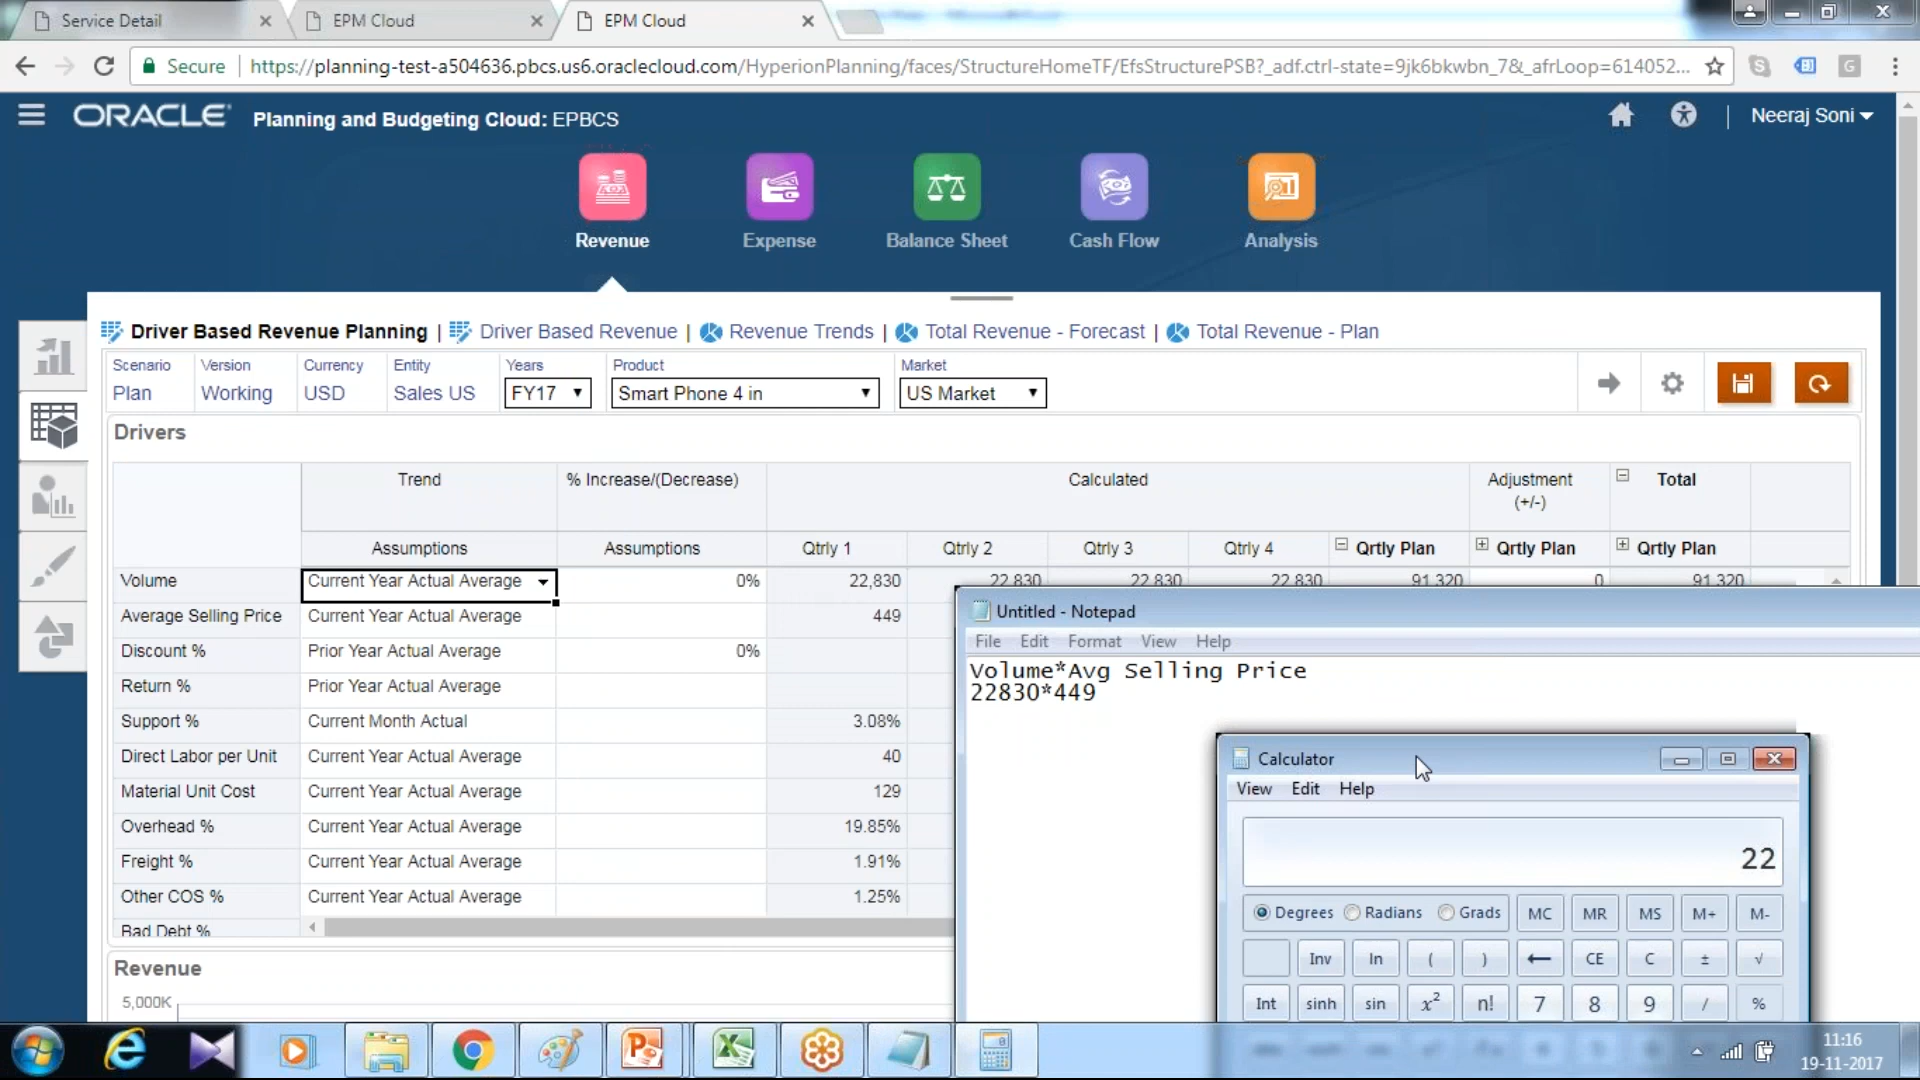 Service Detail
EPM Cloud
EPM Cloud
Secure
https://planning-test-a504636.pbcs.us6.oraclecloud.com/HyperionPlanning/faces/StructureHomeTF/EfsStructurePSB?_adf.ctrl-state=9jk6bkwbn_7&_afrLoop=614052...
ORACLE Planning and Budgeting Cloud: EPBCS
Neeraj Soni
Revenue Expense Balance Sheet Cash Flow Analysis
Driver Based Revenue Planning | Driver Based Revenue | Revenue Trends | Total Revenue - Forecast | Total Revenue - Plan
Scenario Version Currency Entity Years Product Market
Plan Working USD Sales US FY17 Smart Phone 4 in US Market
Drivers
Trend % Increase/(Decrease) Calculated Adjustment (+/-) Total
Assumptions Assumptions Qtrly 1 Qtrly 2 Qtrly 3 Qtrly 4 Qrtly Plan Qrtly Plan Qrtly Plan
Volume Current Year Actual Average 0% 22,830 22,830 22,830 22,830 91,320 0 91,320
Average Selling Price Current Year Actual Average 449
Discount % Prior Year Actual Average 0%
Return % Prior Year Actual Average
Support % Current Month Actual 3.08%
Direct Labor per Unit Current Year Actual Average 40
Material Unit Cost Current Year Actual Average 129
Overhead % Current Year Actual Average 19.85%
Freight % Current Year Actual Average 1.91%
Other COS % Current Year Actual Average 1.25%
Bad Debt %
Revenue
5,000K
Untitled - Notepad
File Edit Format View Help
Volume*Avg Selling Price
22830*449
Calculator
View Edit Help
22
Degrees Radians Grads MC MR MS M+ M-
Inv ln ( ) ← CE C ± √
Int sinh sin x² n! 7 8 9 / %
11:16
19-11-2017